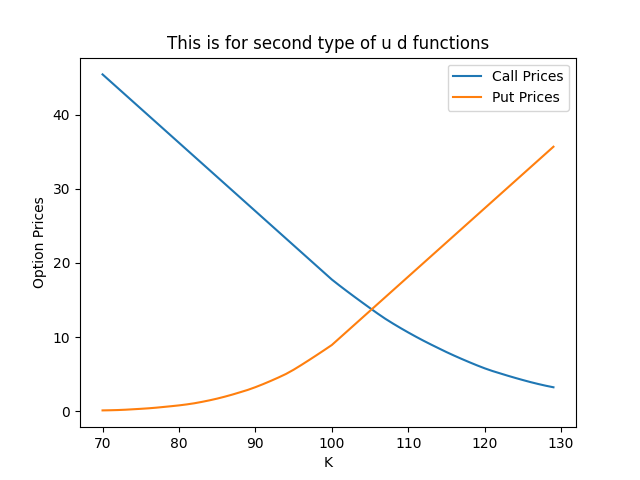 This is for second type of u d functions
Call Prices
Put Prices
Option Prices
40
30
20
10
0
70 80 90 100 110 120 130
K